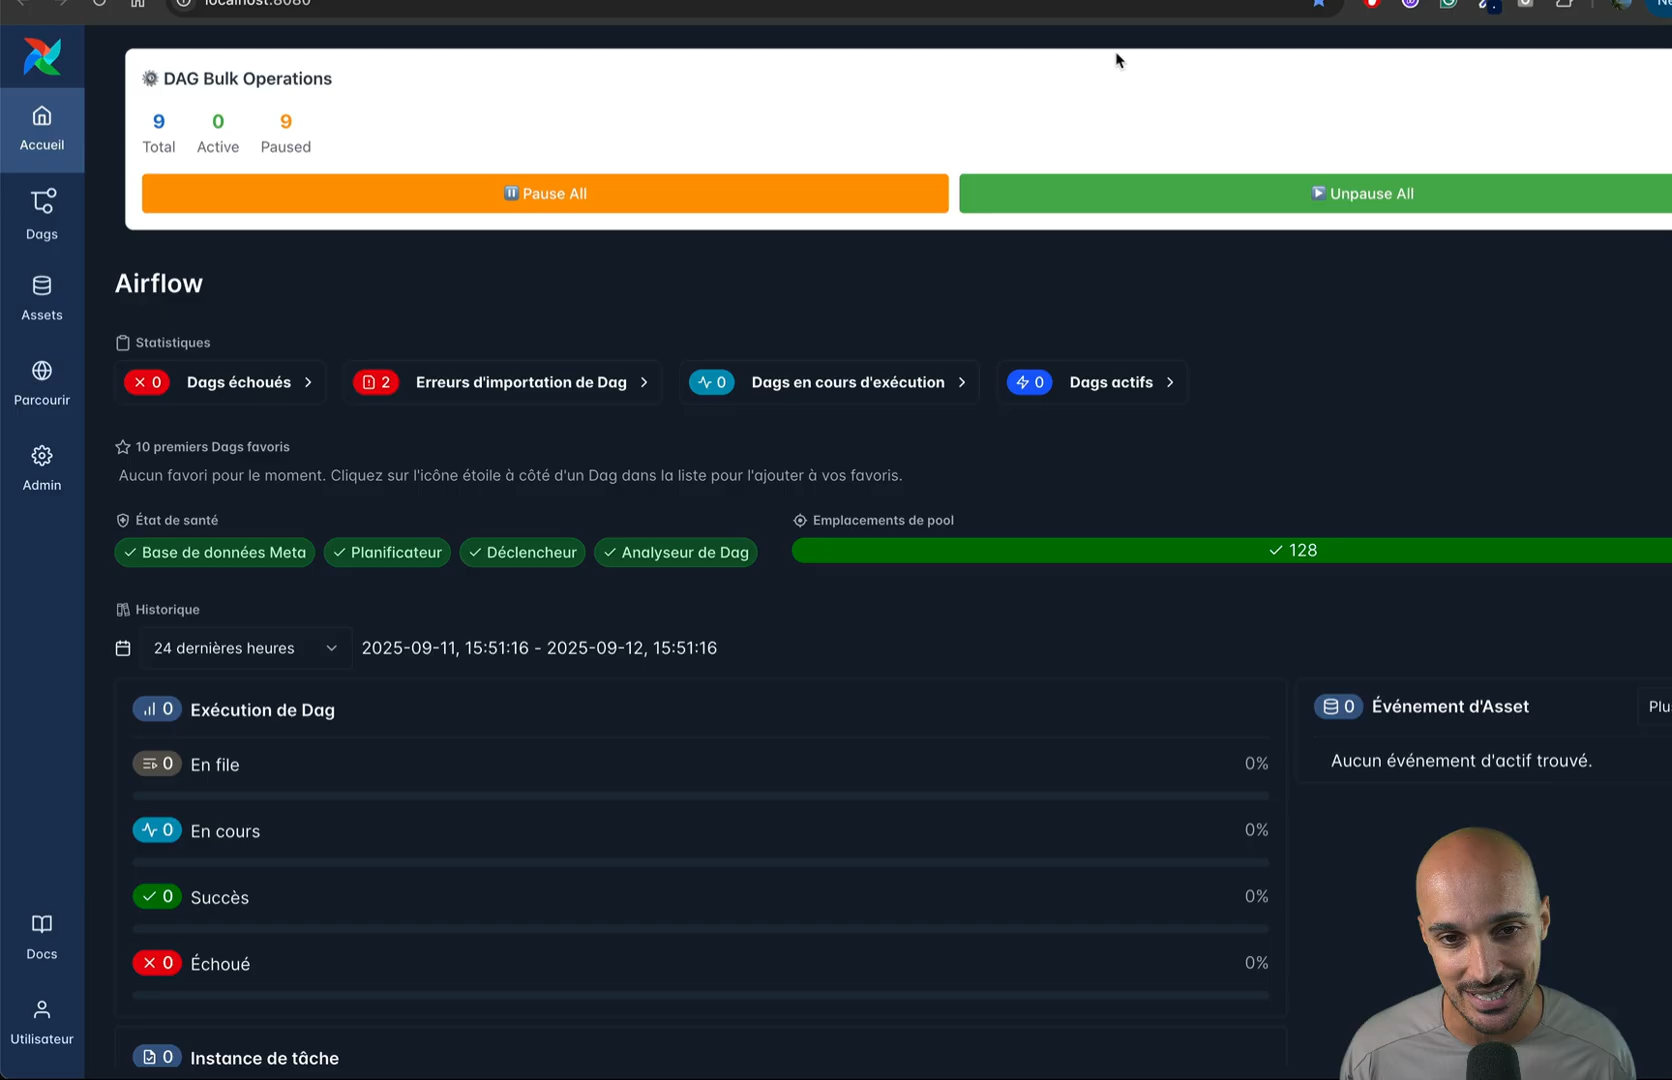 localhost:8080
DAG Bulk Operations
9 0 9
Total Active Paused
Pause All
Unpause All
Accueil
Dags
Assets
Parcourir
Admin
Docs
Utilisateur
Airflow
Statistiques
0 Dags échoués
2 Erreurs d'importation de Dag
0 Dags en cours d'exécution
0 Dags actifs
10 premiers Dags favoris
Aucun favori pour le moment. Cliquez sur l'icône étoile à côté d'un Dag dans la liste pour l'ajouter à vos favoris.
État de santé
Base de données Meta
Planificateur
Déclencheur
Analyseur de Dag
Emplacements de pool
128
Historique
24 dernières heures
2025-09-11, 15:51:16 - 2025-09-12, 15:51:16
0 Exécution de Dag
0 En file 0%
0 En cours 0%
0 Succès 0%
0 Échoué 0%
0 Instance de tâche
0 Événement d'Asset
Plu
Aucun événement d'actif trouvé.